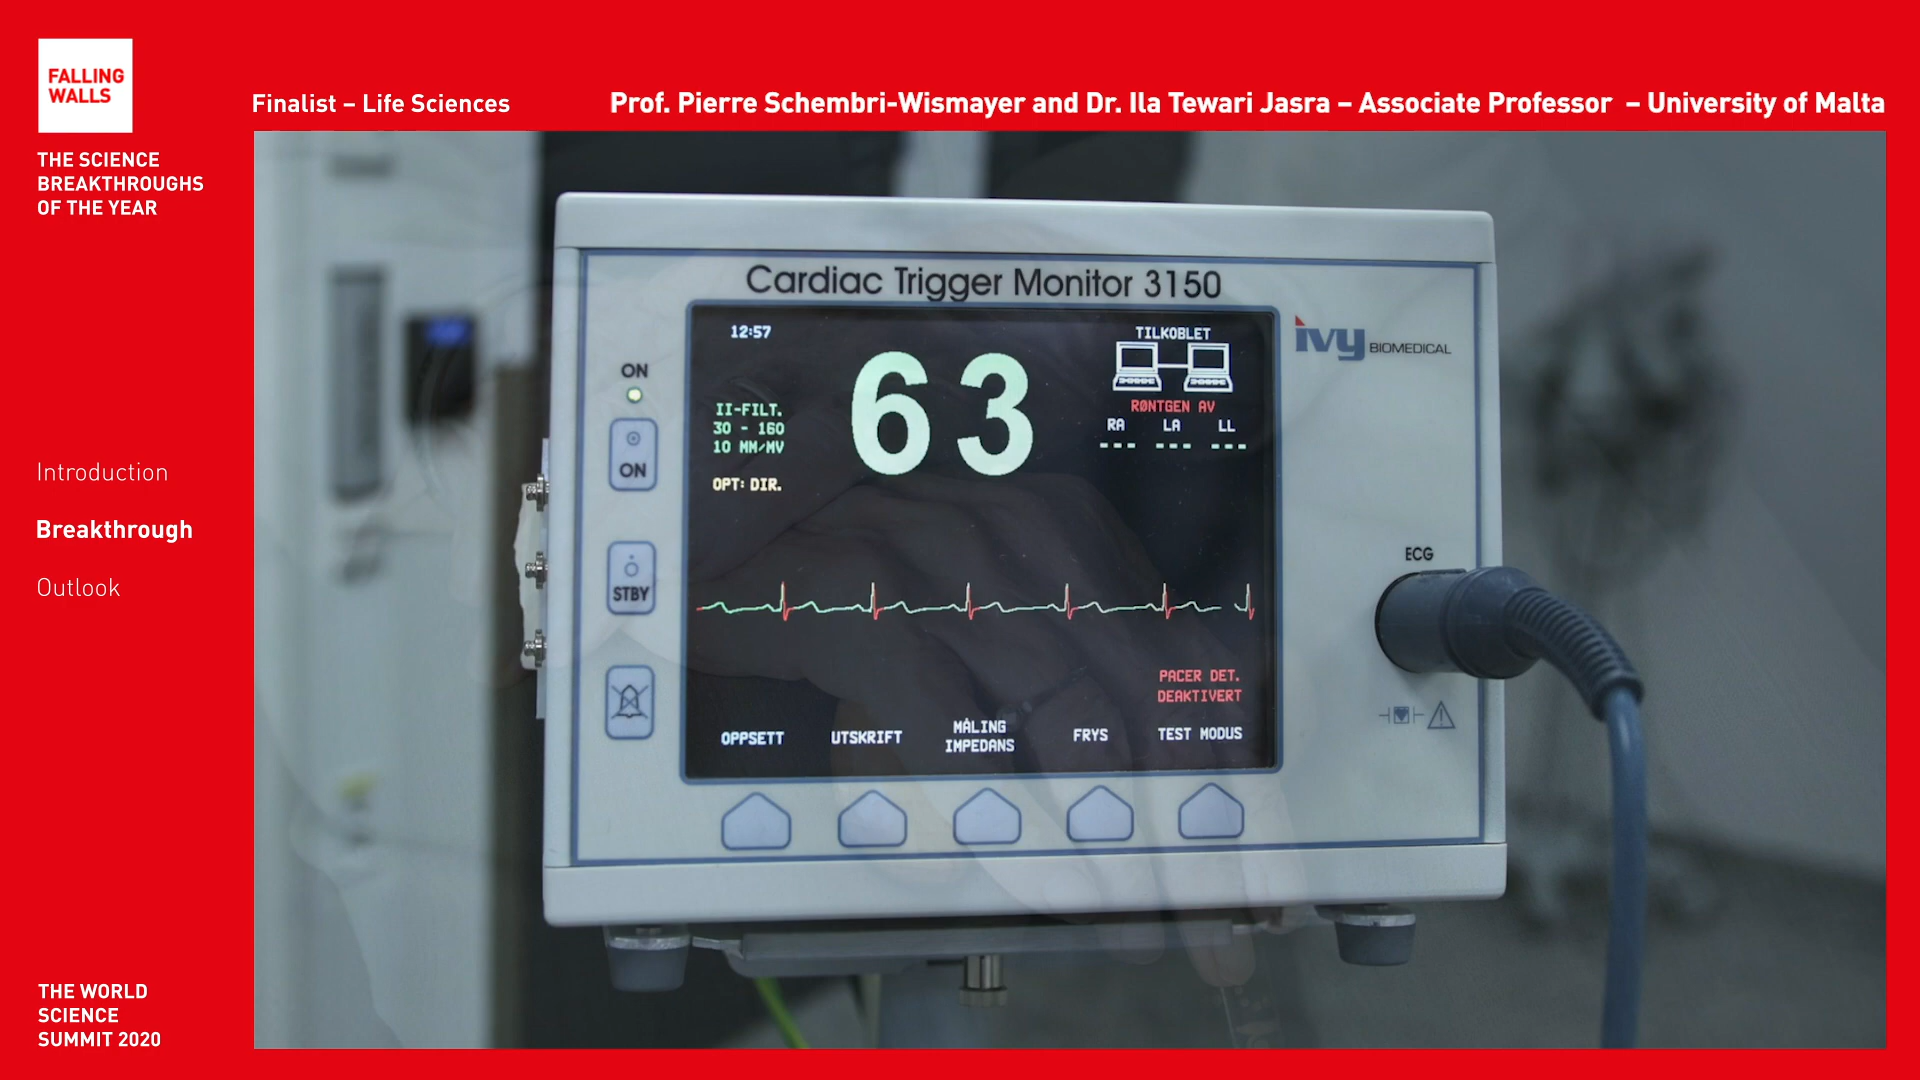 FALLING
WALLS
THE SCIENCE
BREAKTHROUGHS
OF THE YEAR
Finalist – Life Sciences
Prof. Pierre Schembri-Wismayer and Dr. Ila Tewari Jasra – Associate Professor – University of Malta
Introduction
Breakthrough
Outlook
THE WORLD
SCIENCE
SUMMIT 2020
Cardiac Trigger Monitor 3150
ivy BIOMEDICAL
ON
ON
STBY
12:57
63
TILKOBLET
RØNTGEN AV
RA LA LL
--- --- ---
II-FILT.
30 - 160
10 MM/MV
OPT: DIR.
ECG
PACER DET.
DEAKTIVERT
OPPSETT
UTSKRIFT
MÅLING
IMPEDANS
FRYS
TEST MODUS